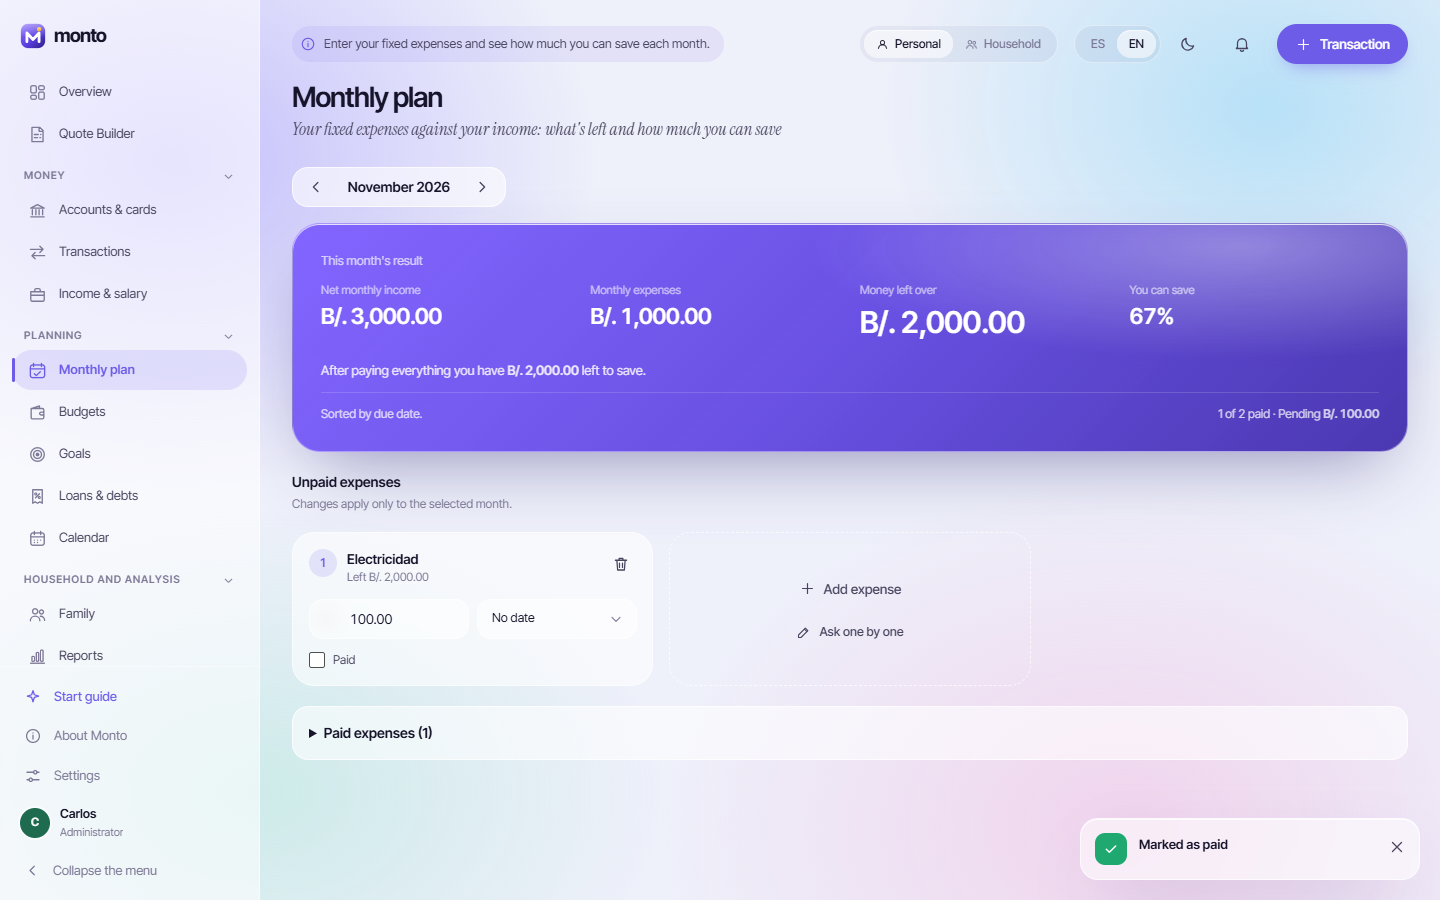 monto
Overview
Quote Builder
MONEY
Accounts & cards
Transactions
Income & salary
PLANNING
Monthly plan
Budgets
Goals
Loans & debts
Calendar
HOUSEHOLD AND ANALYSIS
Family
Reports
Start guide
About Monto
Settings
C
Carlos
Administrator
Collapse the menu
Enter your fixed expenses and see how much you can save each month.
Personal
Household
ES
EN
Transaction
Monthly plan
Your fixed expenses against your income: what's left and how much you can save
November 2026
This month's result
Net monthly income
B/. 3,000.00
Monthly expenses
B/. 1,000.00
Money left over
B/. 2,000.00
You can save
67%
After paying everything you have B/. 2,000.00 left to save.
Sorted by due date.
1 of 2 paid · Pending B/. 100.00
Unpaid expenses
Changes apply only to the selected month.
1
Electricidad
Left B/. 2,000.00
100.00
No date
Paid
Add expense
Ask one by one
Paid expenses (1)
Marked as paid